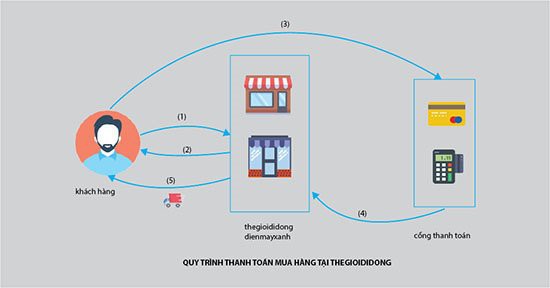 (3)
(1)
(2)
(5)
(4)
khách hàng
thegioididong
dienmayxanh
cổng thanh toán
QUY TRÌNH THANH TOÁN MUA HÀNG TẠI THEGIOIDIDONG